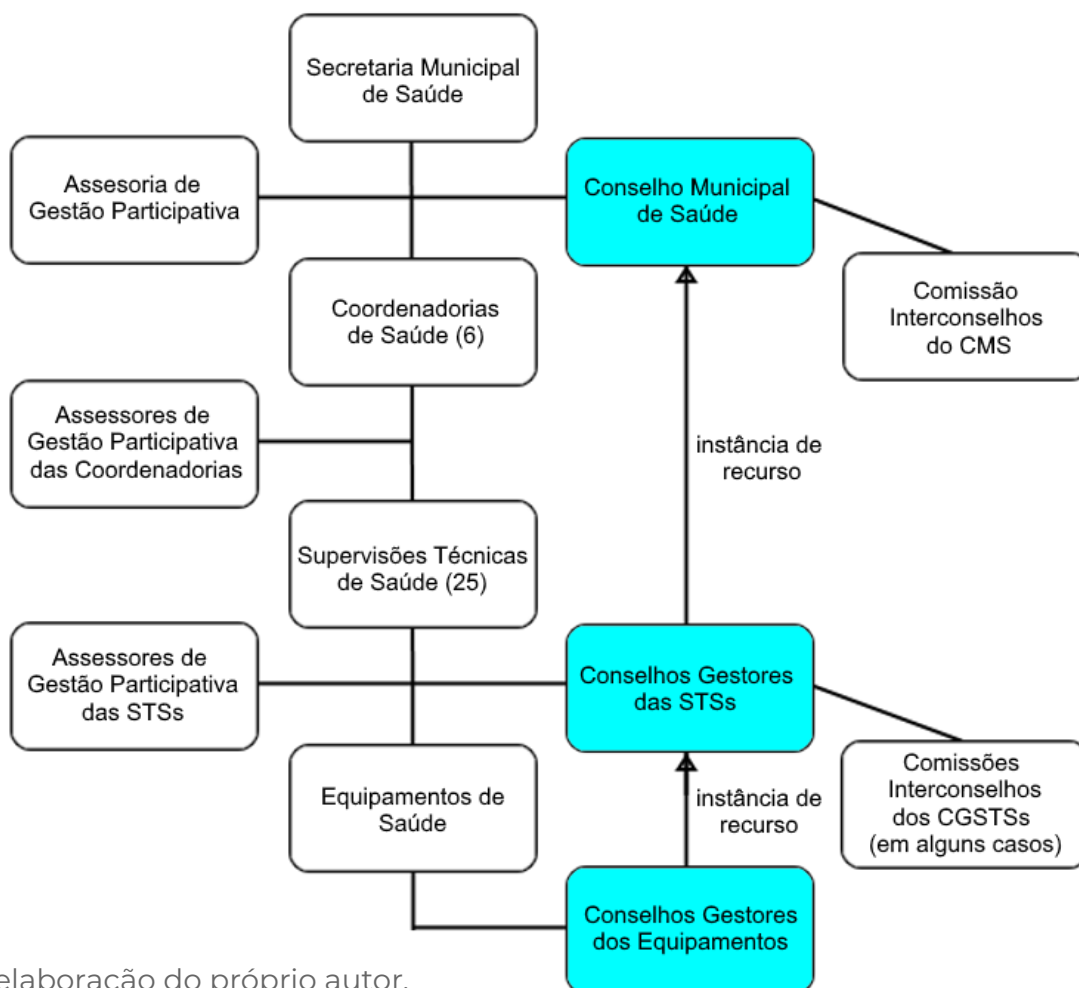 Secretaria Municipal
de Saúde
Assesoria de
Gestão Participativa
Conselho Municipal
de Saúde
Coordenadorias
de Saúde (6)
Comissão
Interconselhos
do CMS
Assessores de
Gestão Participativa
das Coordenadorias
instância de
recurso
Supervisões Técnicas
de Saúde (25)
Assessores de
Gestão Participativa
das STSs
Conselhos Gestores
das STSs
Equipamentos de
Saúde
instância de
recurso
Comissões
Interconselhos
dos CGSTSs
(em alguns casos)
Conselhos Gestores
dos Equipamentos
elaboração do próprio autor.